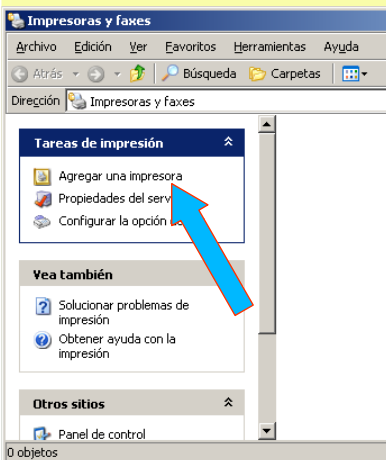 Impresoras y faxes
Archivo Edición Ver Favoritos Herramientas Ayuda
Atrás Búsqueda Carpetas
Dirección Impresoras y faxes
Tareas de impresión
Agregar una impresora
Propiedades del
Configurar la opción
Vea también
Solucionar problemas de
impresión
Obtener ayuda con la
impresión
Otros sitios
Panel de control
0 objetos